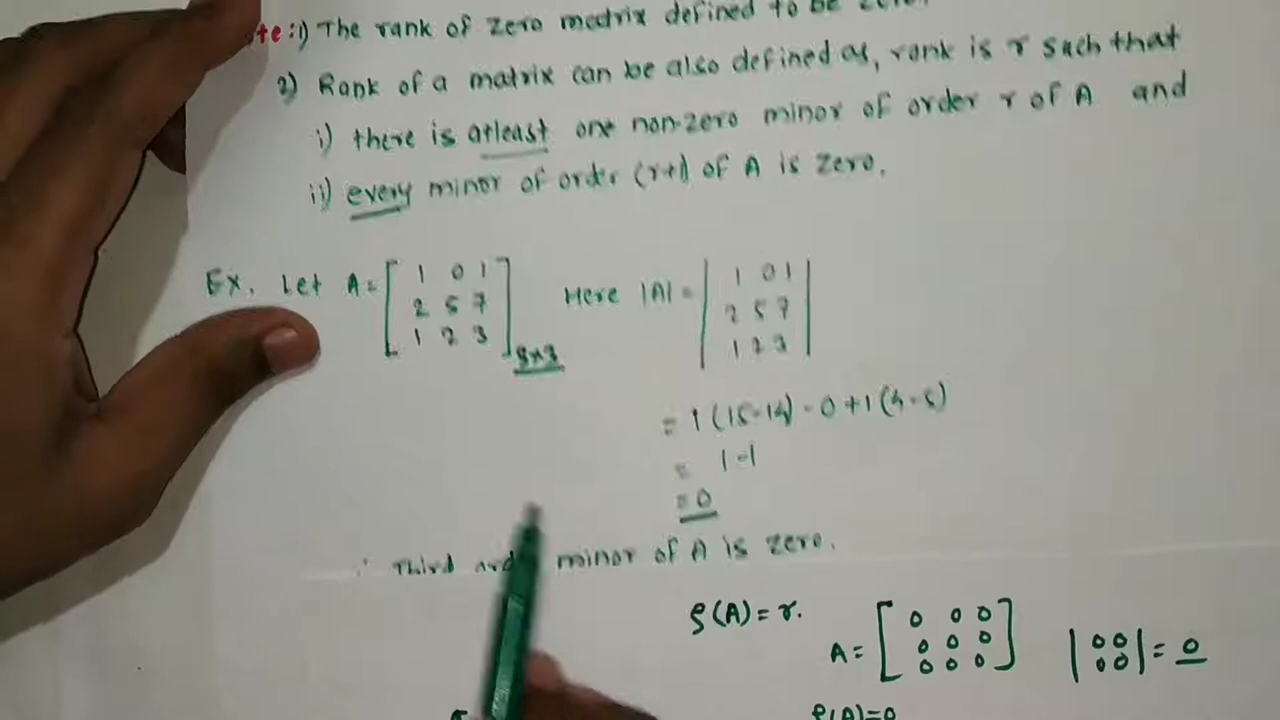 te: i) The rank of zero matrix defined to be zero.
2) Rank of a matrix can be also defined as, rank is r such that
i) there is atleast one non-zero minor of order r of A and
ii) every minor of order (r+1) of A is zero.
Ex. Let A = [ 1 0 1 Here |A| = | 1 0 1 |
2 5 7 2 5 7
1 2 3 ] 3×3 1 2 3
= 1(15-14) - 0 + 1(4-5)
= 1-1
= 0
∴ Third minor of A is zero.
ρ(A) = r.
A = [ 0 0 0 |0 0| = 0
0 0 0 |0 0|
0 0 0 ]
ρ(A)=0